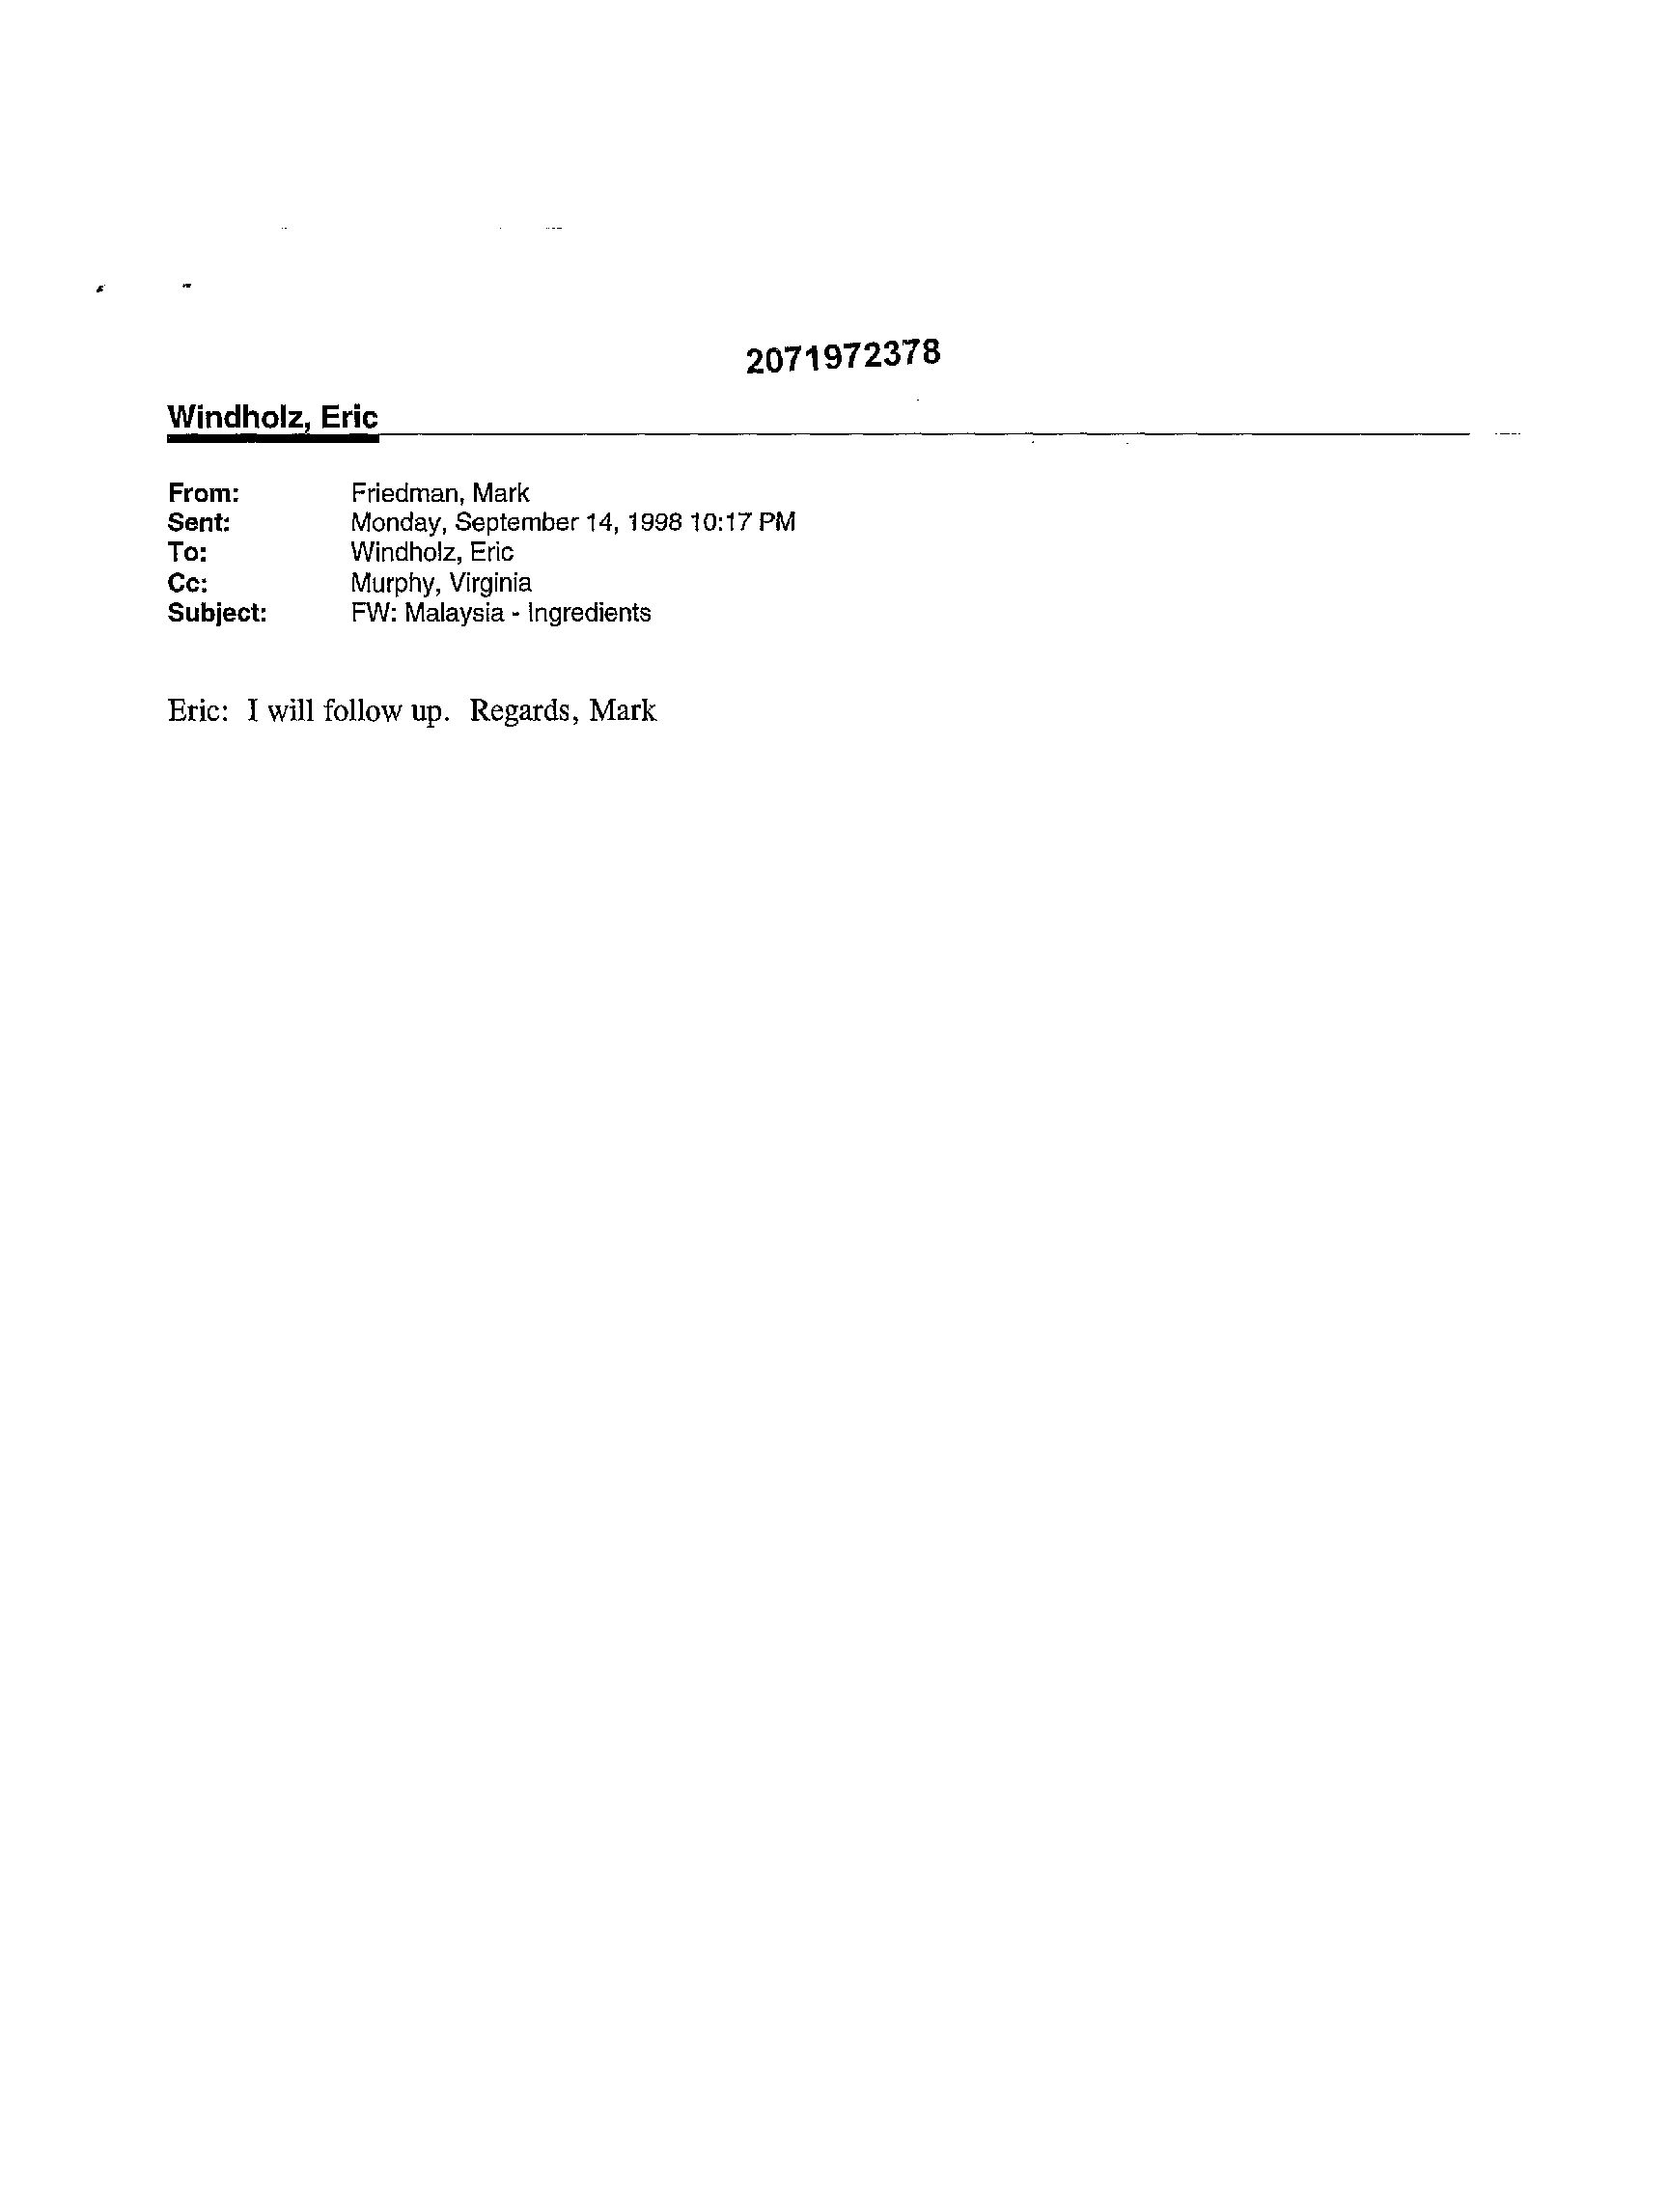 2071972378
Windholz, Eric
From: Friedman, Mark
Sent: Monday, September 14, 1998 10:17 PM
To: Windholz, Eric
Cc: Murphy, Virginia
Subject: FW: Malaysia - Ingredients
Eric: I will follow up. Regards, Mark